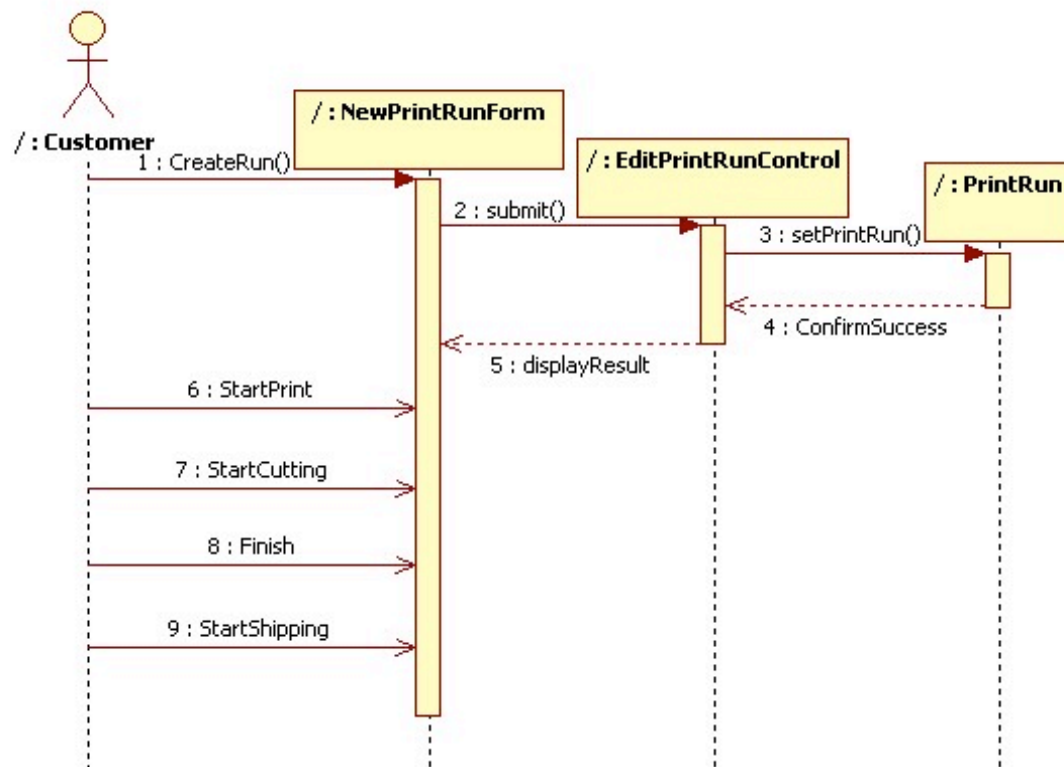 / : Customer
/ : NewPrintRunForm
/ : EditPrintRunControl
/ : PrintRun
1 : CreateRun()
2 : submit()
3 : setPrintRun()
4 : ConfirmSuccess
5 : displayResult
6 : StartPrint
7 : StartCutting
8 : Finish
9 : StartShipping